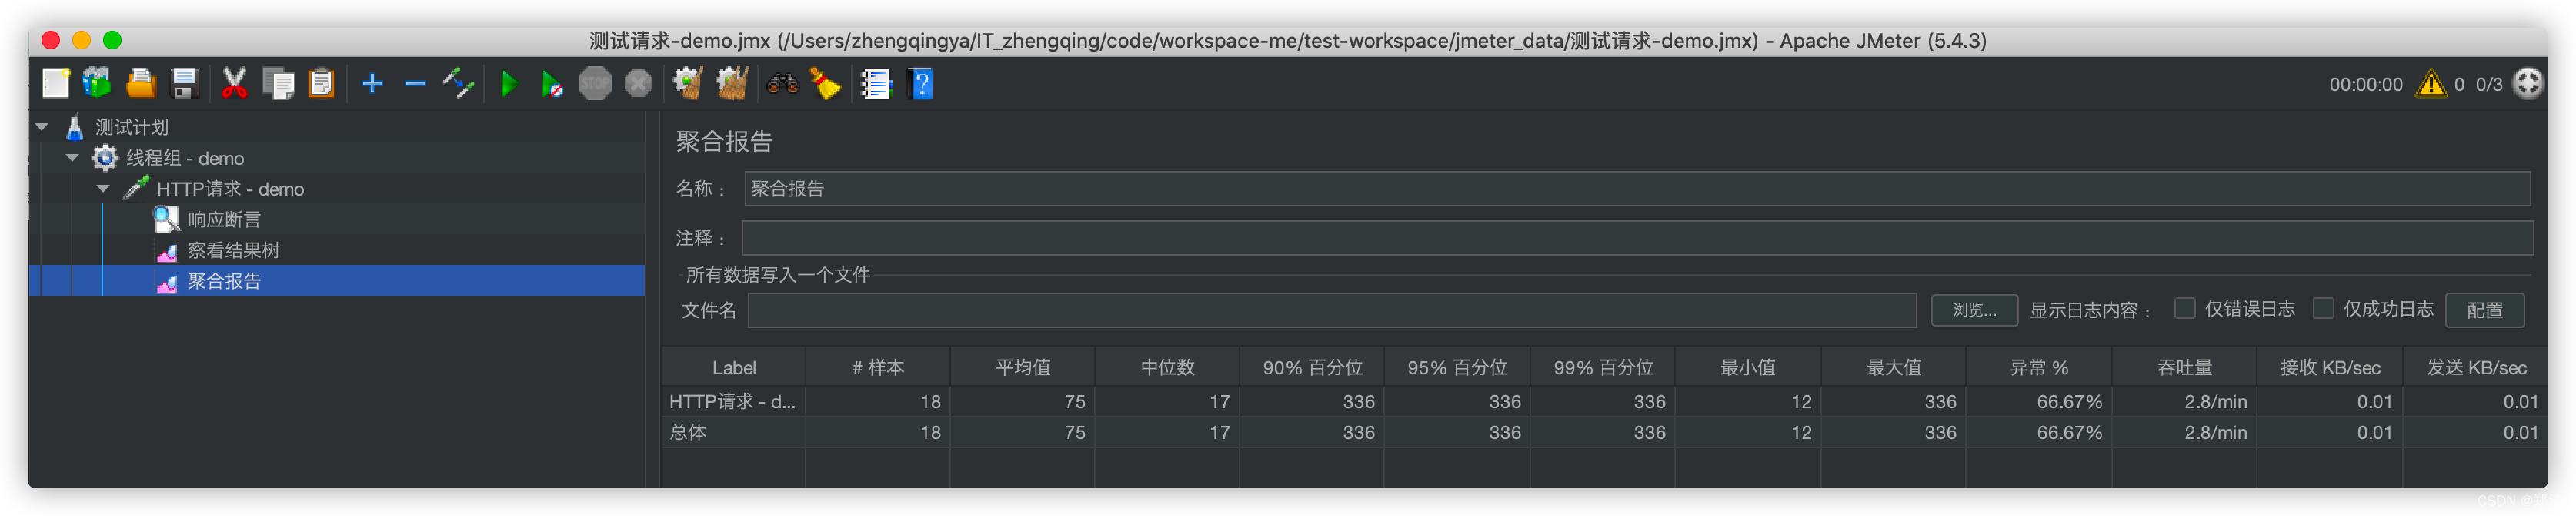 测试请求-demo.jmx (/Users/zhengqingya/IT_zhengqing/code/workspace-me/test-workspace/jmeter_data/测试请求-demo.jmx) - Apache JMeter (5.4.3)
STOP
00:00:00 0 0/3
测试计划
线程组 - demo
HTTP请求 - demo
响应断言
察看结果树
聚合报告
聚合报告
名称： 聚合报告
注释：
所有数据写入一个文件
文件名 浏览... 显示日志内容： 仅错误日志 仅成功日志 配置
Label # 样本 平均值 中位数 90% 百分位 95% 百分位 99% 百分位 最小值 最大值 异常 % 吞吐量 接收 KB/sec 发送 KB/sec
HTTP请求 - d... 18 75 17 336 336 336 12 336 66.67% 2.8/min 0.01 0.01
总体 18 75 17 336 336 336 12 336 66.67% 2.8/min 0.01 0.01